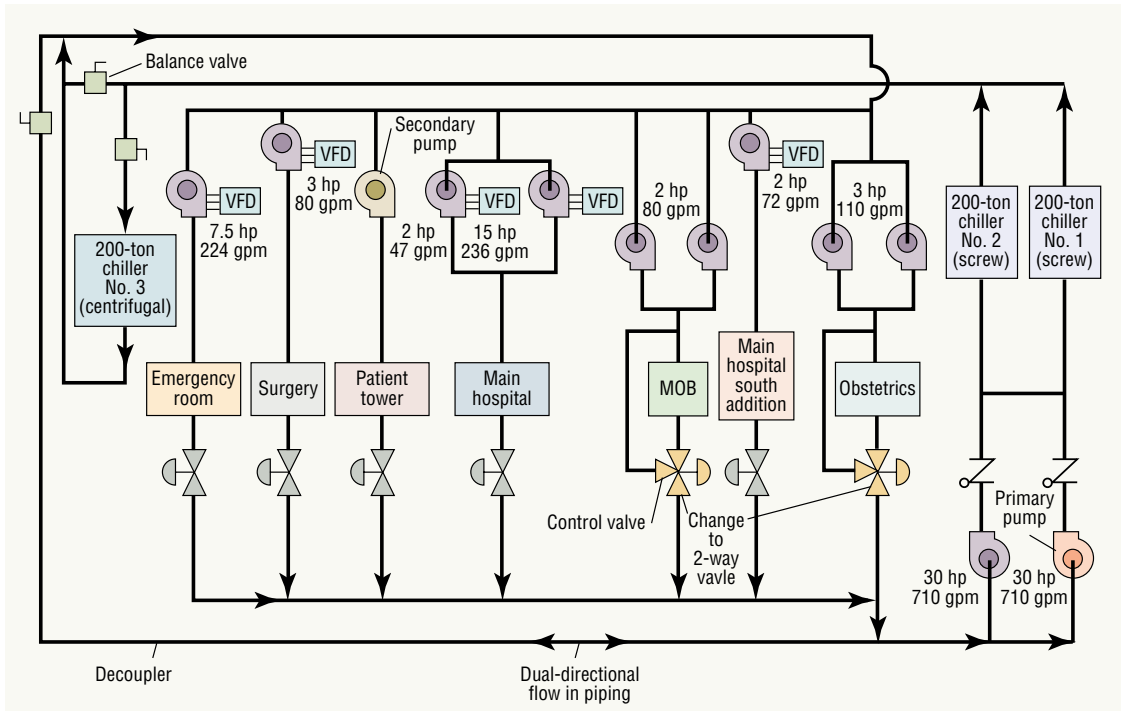 Balance valve
Secondary
pump
VFD
3 hp
80 gpm
VFD
7.5 hp
224 gpm
2 hp
47 gpm
VFD
15 hp
236 gpm
VFD
2 hp
80 gpm
VFD
2 hp
72 gpm
3 hp
110 gpm
200-ton
chiller
No. 2
(screw)
200-ton
chiller
No. 1
(screw)
200-ton
chiller
No. 3
(centrifugal)
Emergency
room
Surgery
Patient
tower
Main
hospital
MOB
Main
hospital
south
addition
Obstetrics
Control valve
Change
to
2-way
vavle
Primary
pump
30 hp
710 gpm
30 hp
710 gpm
Decoupler
Dual-directional
flow in piping